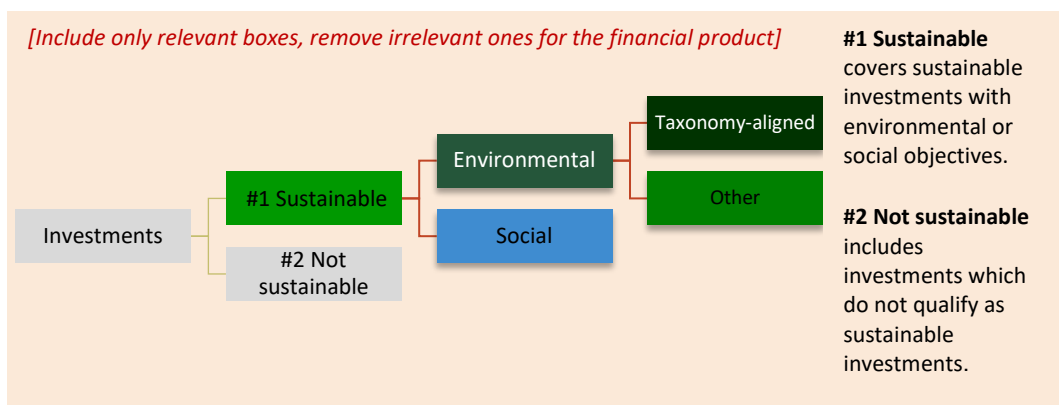 [Include only relevant boxes, remove irrelevant ones for the financial product]
Investments
#1 Sustainable
#2 Not
sustainable
Environmental
Social
Taxonomy-aligned
Other
#1 Sustainable
covers sustainable
investments with
environmental or
social objectives.
#2 Not sustainable
includes
investments which
do not qualify as
sustainable
investments.